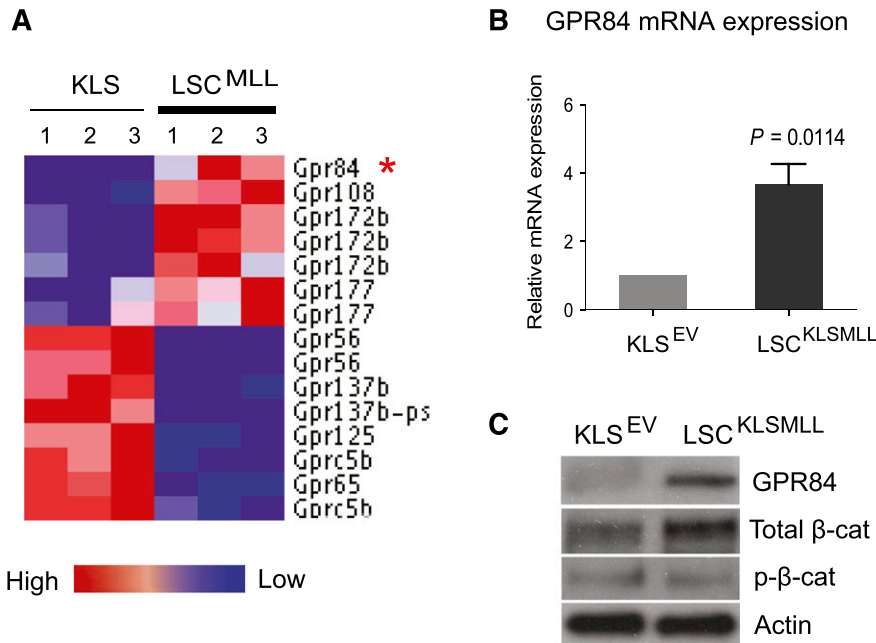 A
KLS LSC MLL
1 2 3 1 2 3
Gpr84 *
Gpr108
Gpr172b
Gpr172b
Gpr172b
Gpr177
Gpr177
Gpr56
Gpr56
Gpr137b
Gpr137b-ps
Gpr125
Gprc5b
Gpr65
Gprc5b
High Low
B GPR84 mRNA expression
Relative mRNA expression
6
4
2
0
P = 0.0114
KLS EV LSC KLSMLL
C
KLS EV LSC KLSMLL
GPR84
Total β-cat
p-β-cat
Actin